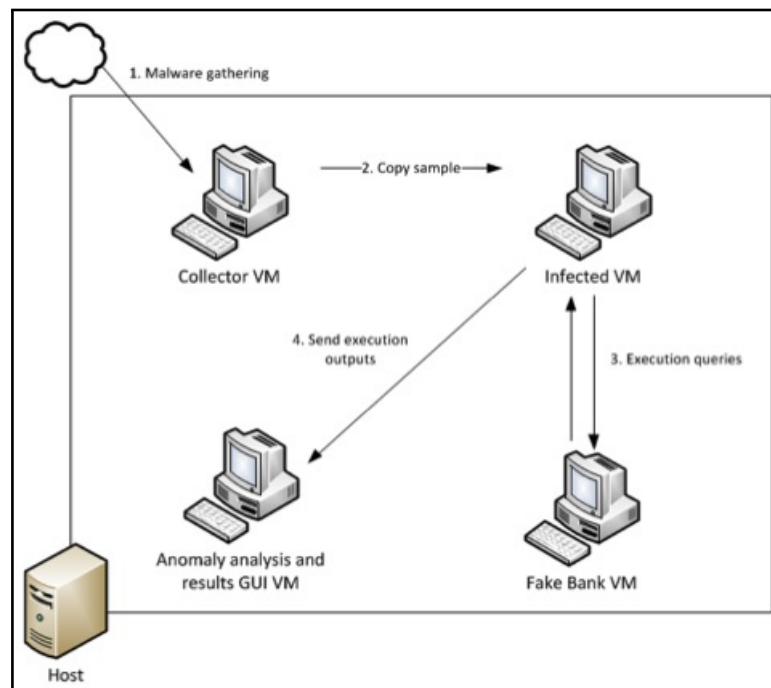 1. Malware gathering
2. Copy sample
Collector VM
Infected VM
4. Send execution
outputs
3. Execution queries
Anomaly analysis and
results GUI VM
Fake Bank VM
Host